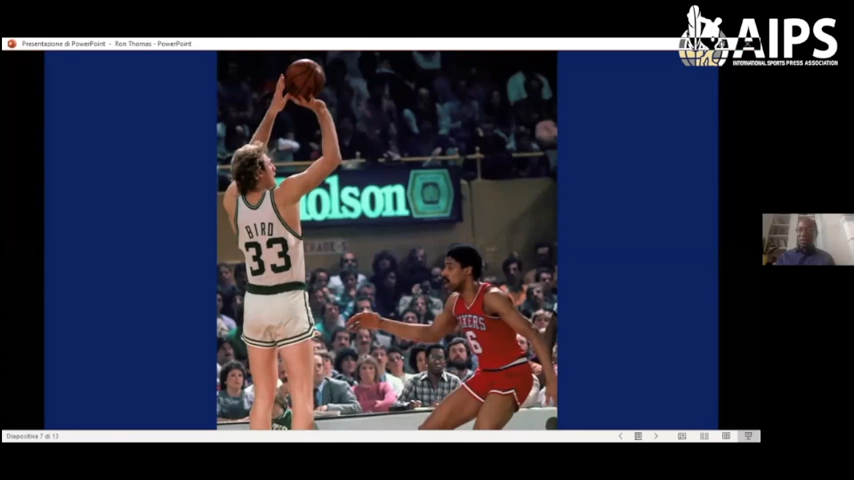 Presentazione di PowerPoint - Ron Thomas - PowerPoint
AIPS
INTERNATIONAL SPORTS PRESS ASSOCIATION
olson
BIRD
33
6
Diapositiva 7 di 13